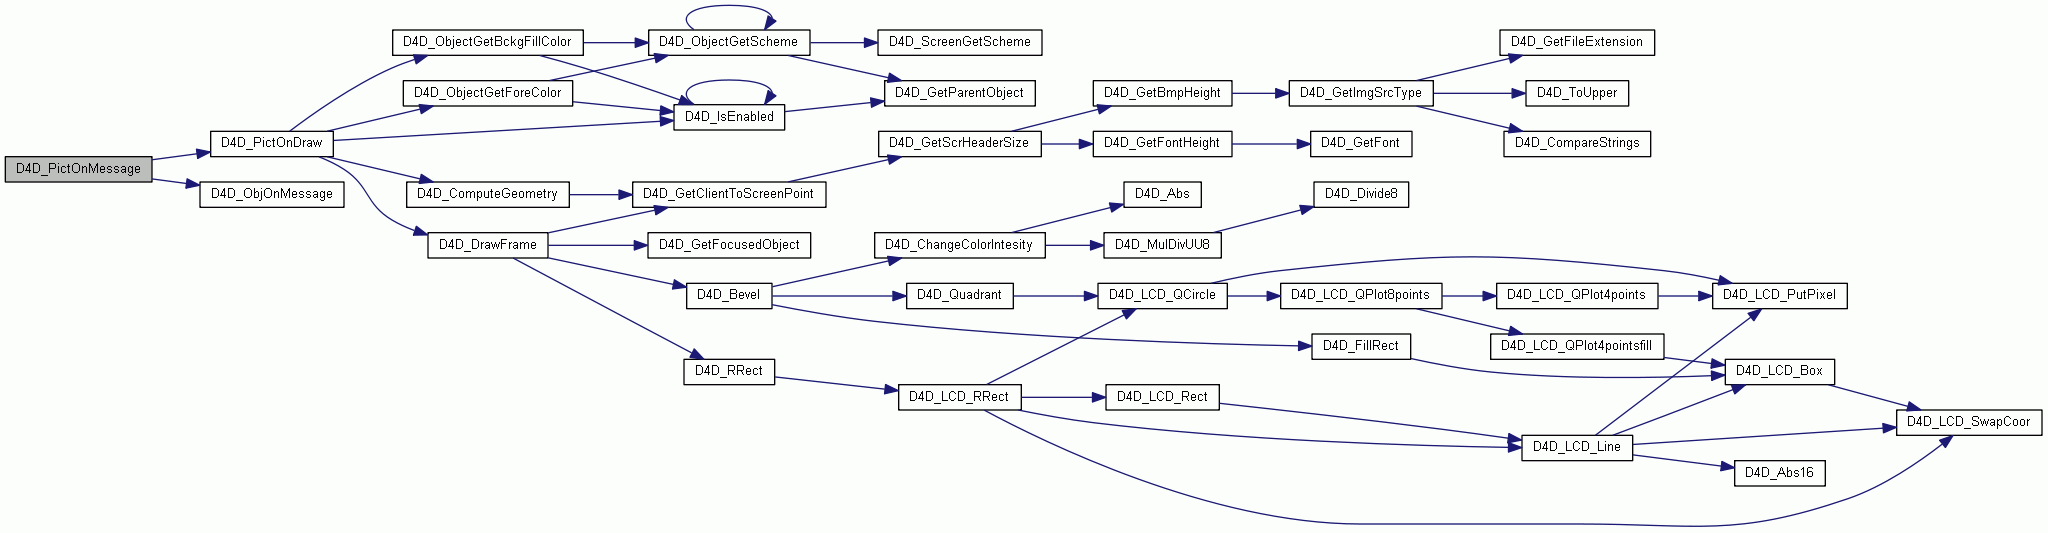 D4D_PictOnMessage
D4D_PictOnDraw
D4D_ObjOnMessage
D4D_ObjectGetBckgFillColor
D4D_ObjectGetForeColor
D4D_ComputeGeometry
D4D_DrawFrame
D4D_ObjectGetScheme
D4D_IsEnabled
D4D_GetClientToScreenPoint
D4D_GetFocusedObject
D4D_Bevel
D4D_RRect
D4D_ScreenGetScheme
D4D_GetParentObject
D4D_GetScrHeaderSize
D4D_ChangeColorIntesity
D4D_Quadrant
D4D_LCD_RRect
D4D_GetBmpHeight
D4D_GetFontHeight
D4D_Abs
D4D_MulDivUU8
D4D_LCD_QCircle
D4D_LCD_Rect
D4D_GetImgSrcType
D4D_GetFont
D4D_Divide8
D4D_LCD_QPlot8points
D4D_FillRect
D4D_GetFileExtension
D4D_ToUpper
D4D_CompareStrings
D4D_LCD_QPlot4points
D4D_LCD_QPlot4pointsfill
D4D_LCD_Line
D4D_LCD_PutPixel
D4D_LCD_Box
D4D_Abs16
D4D_LCD_SwapCoor